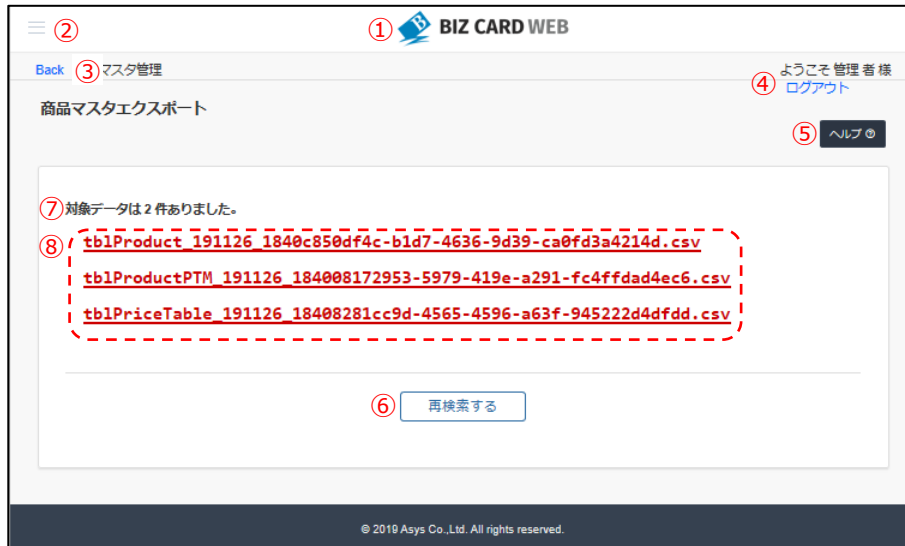 ② ① BIZ CARD WEB
Back ③ マスタ管理 ようこそ 管理 者 様
④ ログアウト
商品マスタエクスポート
⑤ ヘルプ
⑦ 対象データは 2 件ありました。
⑧ tblProduct_191126_1840c850df4c-b1d7-4636-9d39-ca0fd3a4214d.csv
tblProductPTM_191126_184008172953-5979-419e-a291-fc4ffdad4ec6.csv
tblPriceTable_191126_18408281cc9d-4565-4596-a63f-945222d4dfdd.csv
⑥ 再検索する
© 2019 Asys Co.,Ltd. All rights reserved.